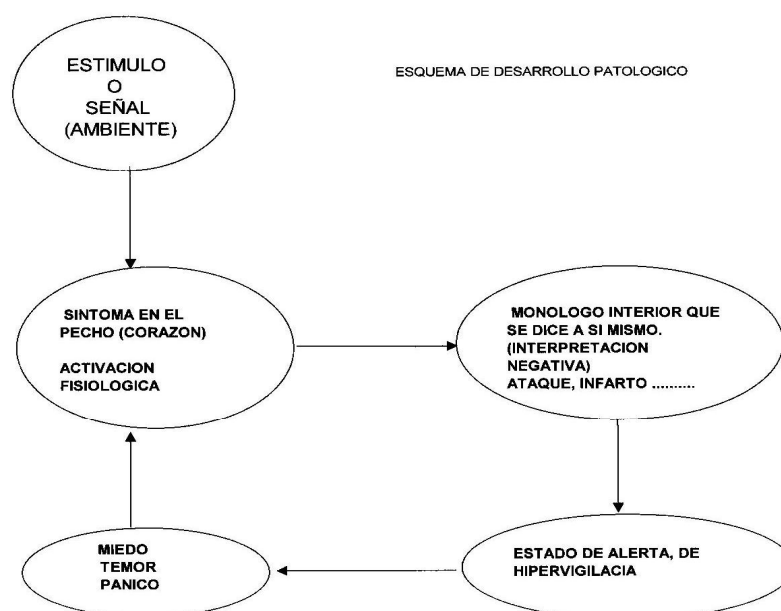 ESTIMULO
O
SEÑAL
(AMBIENTE)
ESQUEMA DE DESARROLLO PATOLOGICO
SINTOMA EN EL
PECHO (CORAZON)
ACTIVACION
FISIOLOGICA
MONOLOGO INTERIOR QUE
SE DICE A SI MISMO.
(INTERPRETACION
NEGATIVA)
ATAQUE, INFARTO ..........
ESTADO DE ALERTA, DE
HIPERVIGILACIA
MIEDO
TEMOR
PANICO